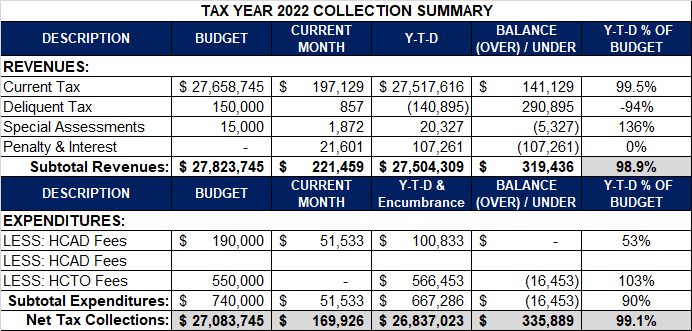 TAX YEAR 2022 COLLECTION SUMMARY
DESCRIPTION BUDGET CURRENT MONTH Y-T-D BALANCE (OVER) / UNDER Y-T-D % OF BUDGET
REVENUES:
Current Tax $ 27,658,745 $ 197,129 $ 27,517,616 $ 141,129 99.5%
Deliquent Tax 150,000 857 (140,895) 290,895 -94%
Special Assessments 15,000 1,872 20,327 (5,327) 136%
Penalty & Interest - 21,601 107,261 (107,261) 0%
Subtotal Revenues: $ 27,823,745 $ 221,459 $ 27,504,309 $ 319,436 98.9%
DESCRIPTION BUDGET CURRENT MONTH Y-T-D & Encumbrance BALANCE (OVER) / UNDER Y-T-D % OF BUDGET
EXPENDITURES:
LESS: HCAD Fees $ 190,000 $ 51,533 $ 100,833 $ - 53%
LESS: HCAD Fees
LESS: HCTO Fees 550,000 - $ 566,453 (16,453) 103%
Subtotal Expenditures: $ 740,000 $ 51,533 $ 667,286 $ (16,453) 90%
Net Tax Collections: $ 27,083,745 $ 169,926 $ 26,837,023 $ 335,889 99.1%